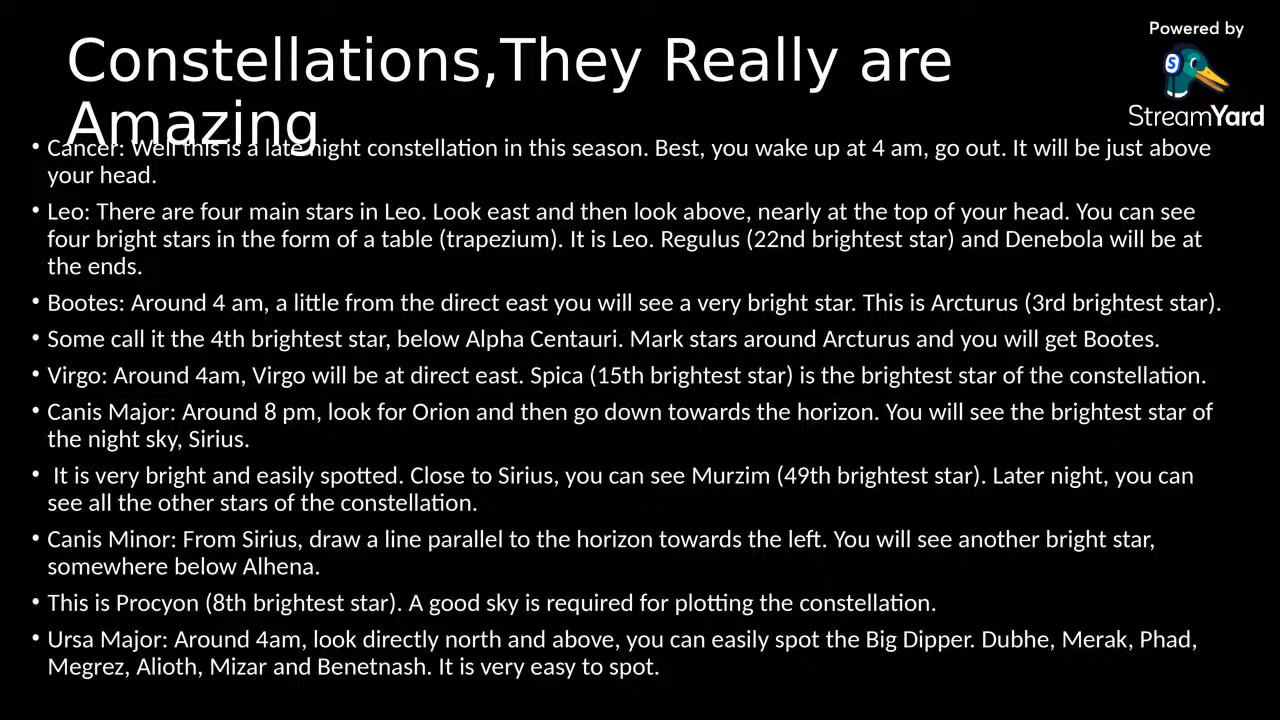 Constellations,They Really are
Amazing
Powered by
StreamYard
• Cancer: Well this is a late night constellation in this season. Best, you wake up at 4 am, go out. It will be just above
your head.
• Leo: There are four main stars in Leo. Look east and then look above, nearly at the top of your head. You can see
four bright stars in the form of a table (trapezium). It is Leo. Regulus (22nd brightest star) and Denebola will be at
the ends.
• Bootes: Around 4 am, a little from the direct east you will see a very bright star. This is Arcturus (3rd brightest star).
• Some call it the 4th brightest star, below Alpha Centauri. Mark stars around Arcturus and you will get Bootes.
• Virgo: Around 4am, Virgo will be at direct east. Spica (15th brightest star) is the brightest star of the constellation.
• Canis Major: Around 8 pm, look for Orion and then go down towards the horizon. You will see the brightest star of
the night sky, Sirius.
• It is very bright and easily spotted. Close to Sirius, you can see Murzim (49th brightest star). Later night, you can
see all the other stars of the constellation.
• Canis Minor: From Sirius, draw a line parallel to the horizon towards the left. You will see another bright star,
somewhere below Alhena.
• This is Procyon (8th brightest star). A good sky is required for plotting the constellation.
• Ursa Major: Around 4am, look directly north and above, you can easily spot the Big Dipper. Dubhe, Merak, Phad,
Megrez, Alioth, Mizar and Benetnash. It is very easy to spot.